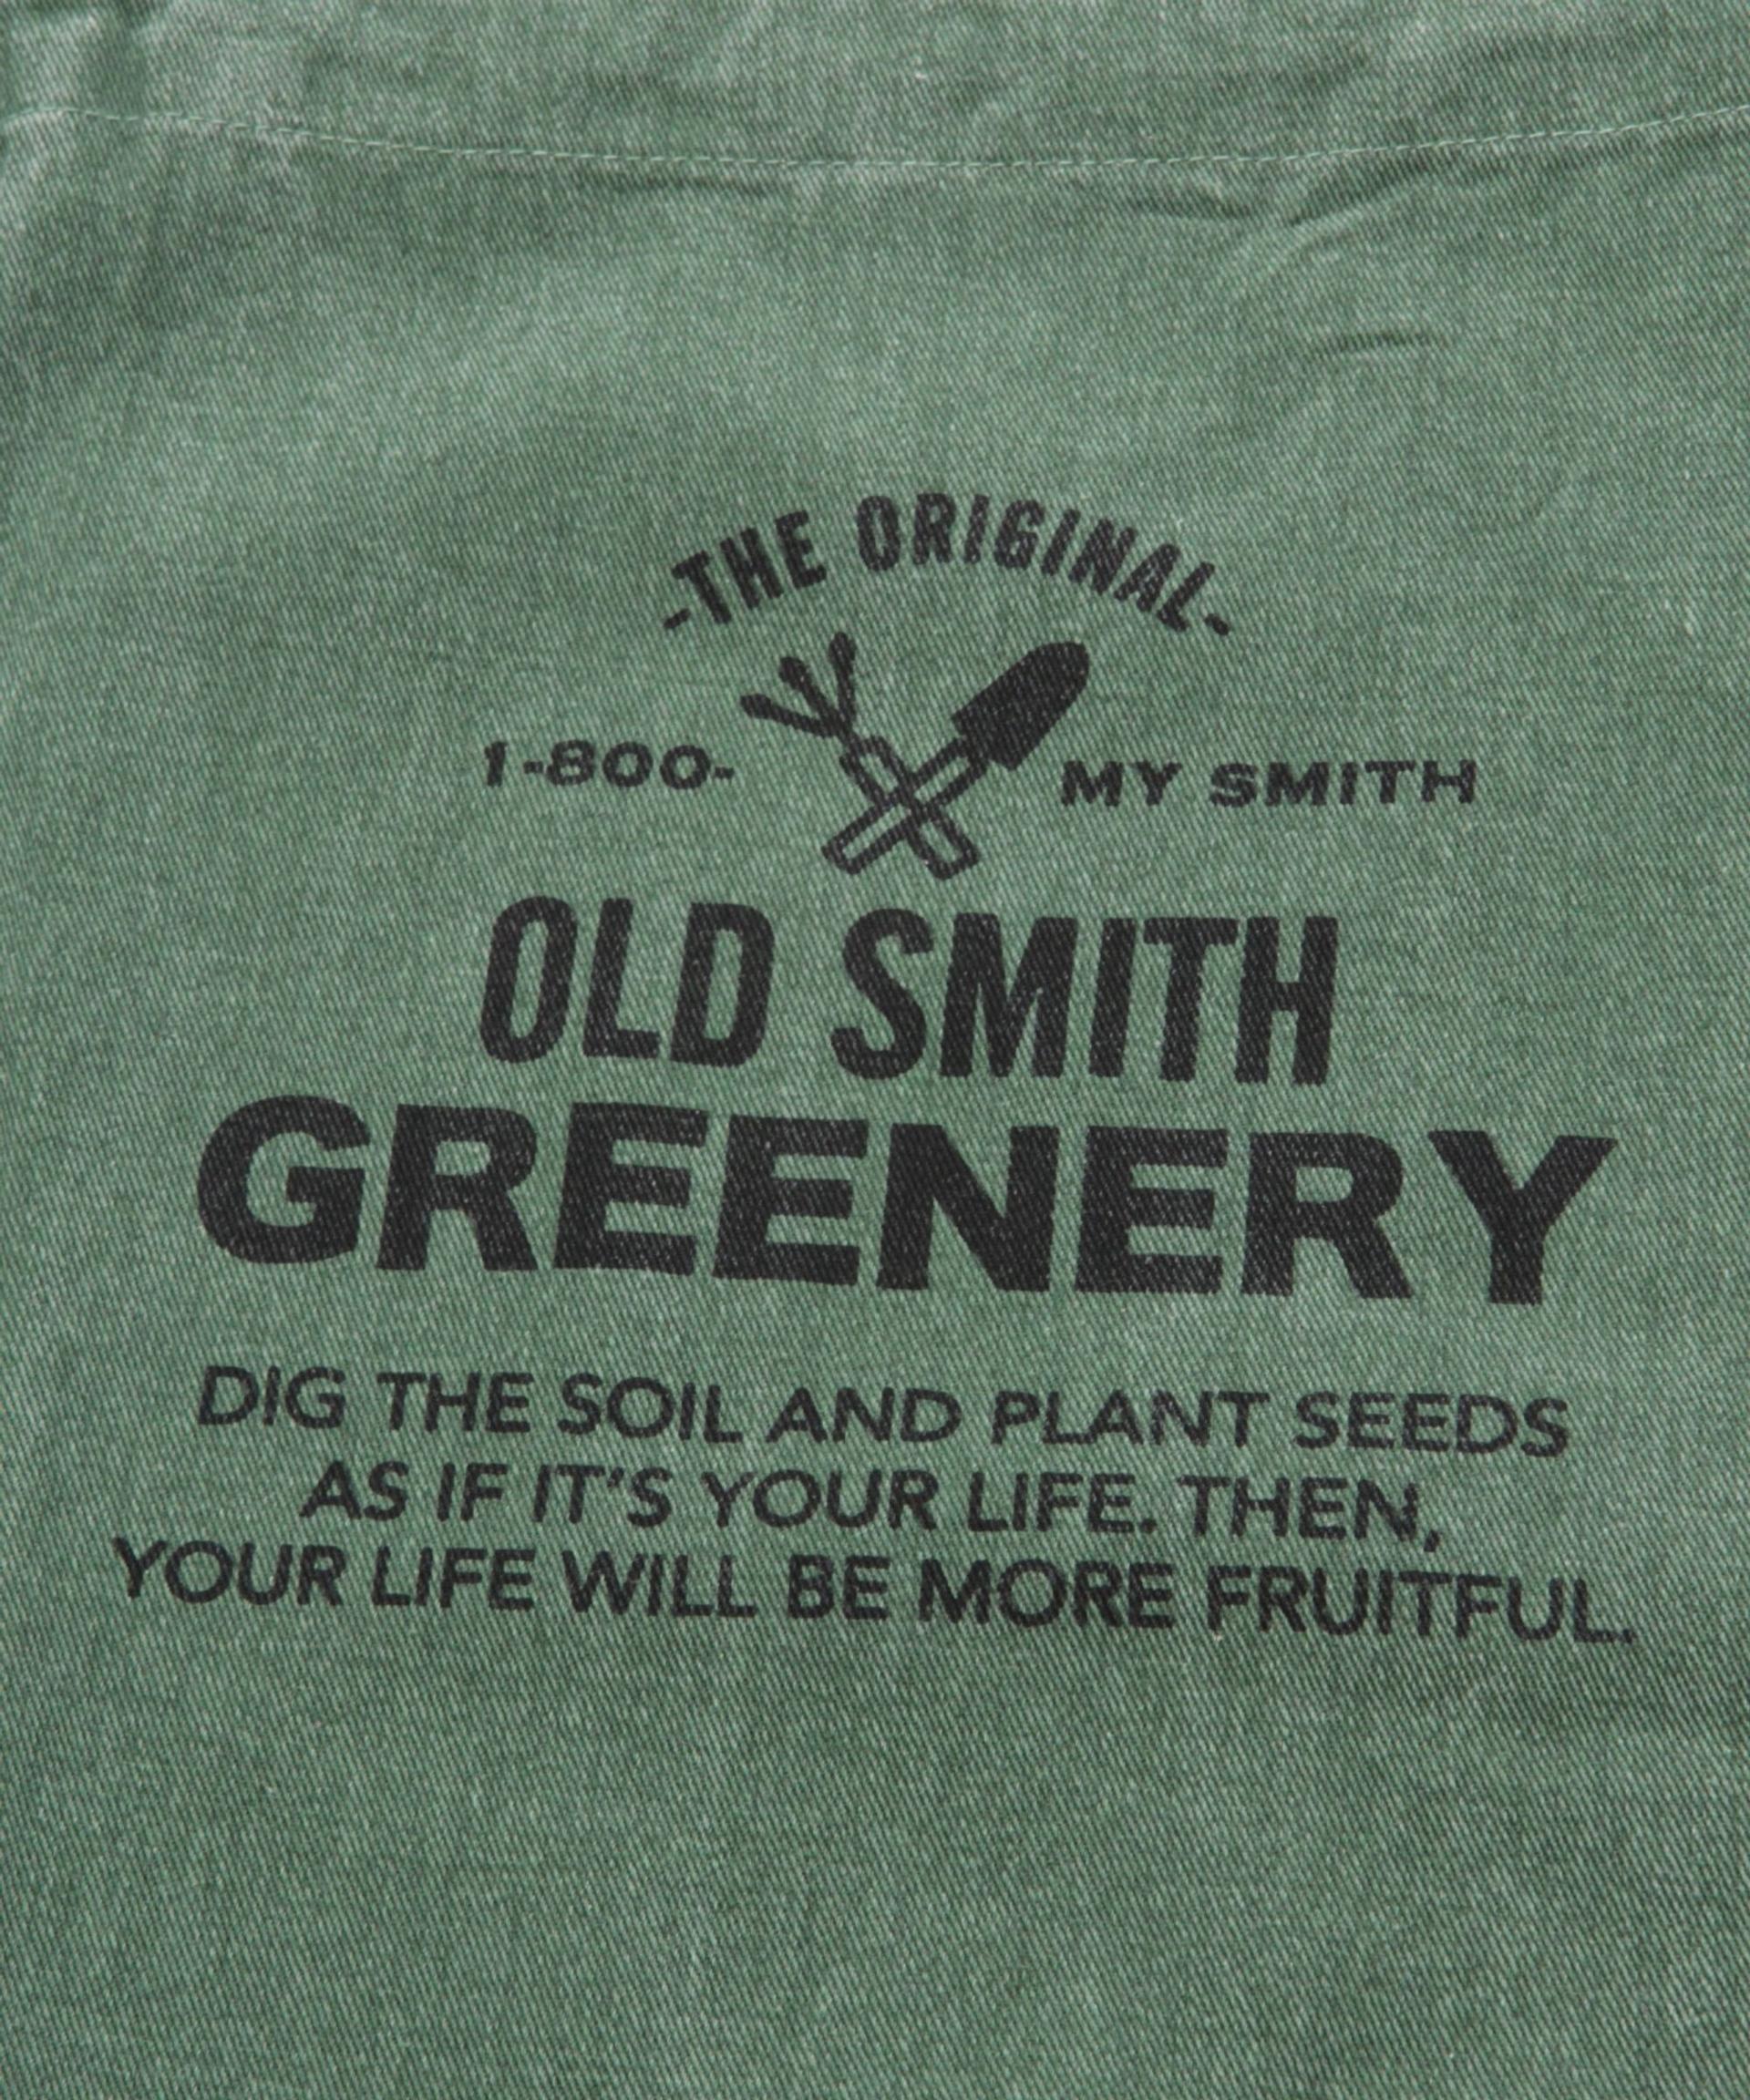 -THE ORIGINAL-
1-800- MY SMITH
OLD SMITH
GREENERY
DIG THE SOIL AND PLANT SEEDS
AS IF IT'S YOUR LIFE. THEN,
YOUR LIFE WILL BE MORE FRUITFUL.